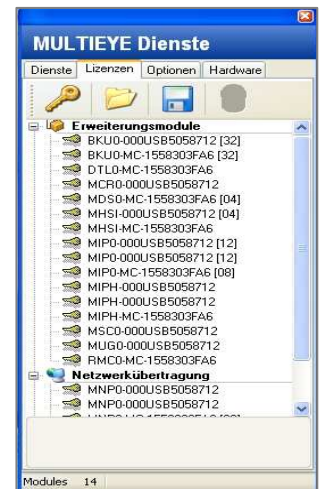 MULTIEYE Dienste
Dienste Lizenzen Optionen Hardware
Erweiterungsmodule
BKU0-000USB5058712 [32]
BKU0-MC-1558303FA6 [32]
DTL0-MC-1558303FA6
MCR0-000USB5058712
MDS0-MC-1558303FA6 [04]
MHSI-000USB5058712 [04]
MHSI-MC-1558303FA6
MIP0-000USB5058712 [12]
MIP0-000USB5058712 [12]
MIP0-MC-1558303FA6 [08]
MIPH-000USB5058712
MIPH-000USB5058712
MIPH-MC-1558303FA6
MSC0-000USB5058712
MUG0-000USB5058712
RMC0-MC-1558303FA6
Netzwerkübertragung
MNP0-000USB5058712
MNP0-000USB5058712
Modules 14